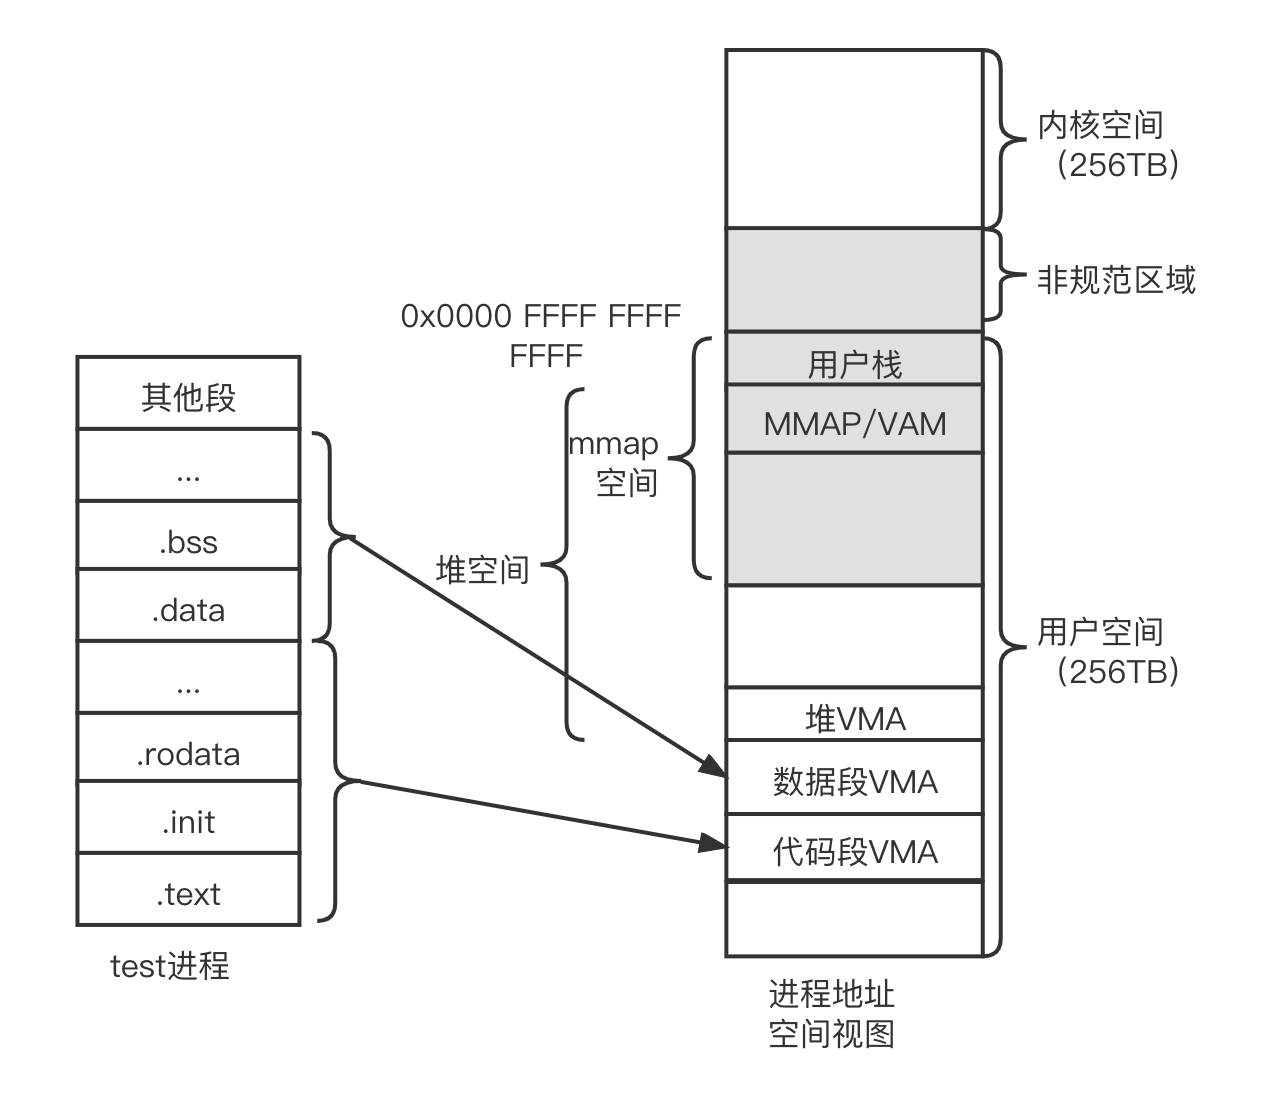 内核空间
（256TB）
非规范区域
0x0000 FFFF FFFF
FFFF
用户栈
MMAP/VAM
mmap
空间
堆空间
用户空间
（256TB）
堆VMA
数据段VMA
代码段VMA
进程地址
空间视图
其他段
...
.bss
.data
...
.rodata
.init
.text
test进程